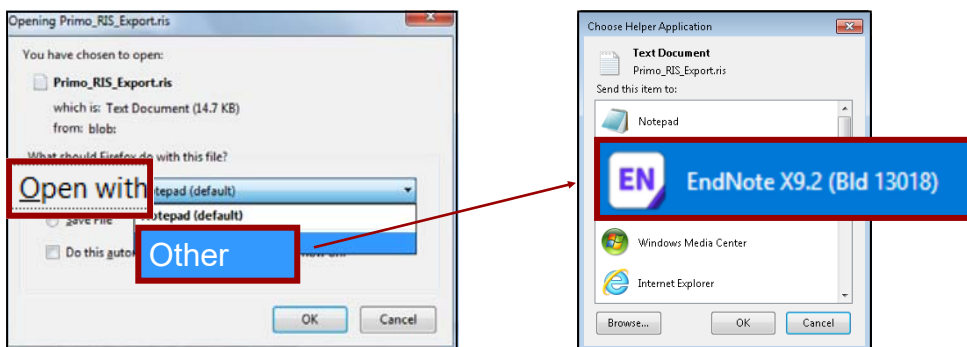 Opening Primo_RIS_Export.ris
You have chosen to open:
Primo_RIS_Export.ris
which is: Text Document (14.7 KB)
from: blob:
What should Firefox do with this file?
Open with
Notepad (default)
Notepad (default)
Save File
Other
Do this
OK
Cancel
Choose Helper Application
Text Document
Primo_RIS_Export.ris
Send this item to:
Notepad
EN
EndNote X9.2 (Bld 13018)
Windows Media Center
Internet Explorer
Browse...
OK
Cancel